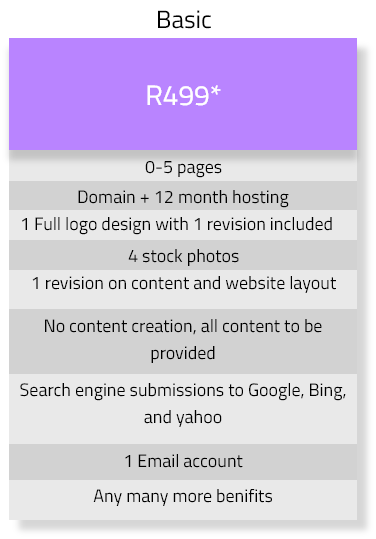 Basic
R499*
0-5 pages
Domain + 12 month hosting
1 Full logo design with 1 revision included
4 stock photos
1 revision on content and website layout
No content creation, all content to be
provided
Search engine submissions to Google, Bing,
and yahoo
1 Email account
Any many more benifits